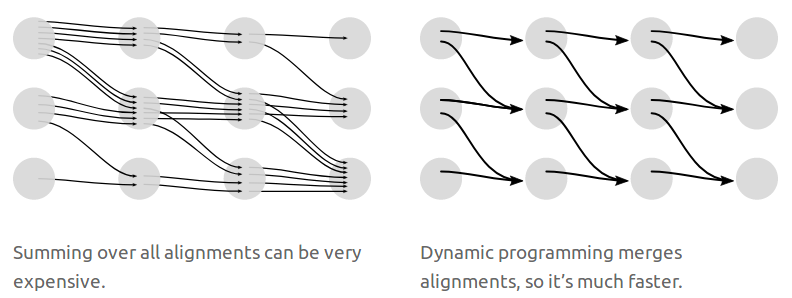 Summing over all alignments can be very
expensive.
Dynamic programming merges
alignments, so it's much faster.